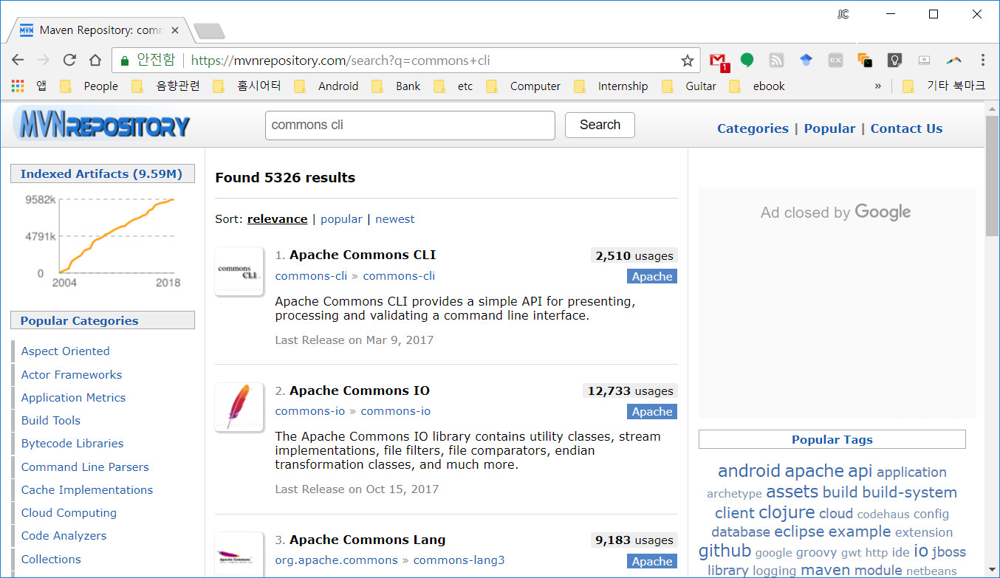 JC
MVN Maven Repository: comm
안전함 https://mvnrepository.com/search?q=commons+cli
EX
1
앱 People 음향관련 홈시어터 Android Bank etc Computer Internship Guitar ebook » 기타 북마크
MVNREPOSITORY
commons cli
Search
Categories | Popular | Contact Us
Indexed Artifacts (9.59M)
9582k
4791k
0
2004 2018
Popular Categories
Aspect Oriented
Actor Frameworks
Application Metrics
Build Tools
Bytecode Libraries
Command Line Parsers
Cache Implementations
Cloud Computing
Code Analyzers
Collections
Found 5326 results
Sort: relevance | popular | newest
commons
CLI
1. Apache Commons CLI
2,510 usages
commons-cli » commons-cli
Apache
Apache Commons CLI provides a simple API for presenting,
processing and validating a command line interface.
Last Release on Mar 9, 2017
2. Apache Commons IO
12,733 usages
commons-io » commons-io
Apache
The Apache Commons IO library contains utility classes, stream
implementations, file filters, file comparators, endian
transformation classes, and much more.
Last Release on Oct 15, 2017
Apache Commons
3. Apache Commons Lang
9,183 usages
org.apache.commons » commons-lang3
Apache
Ad closed by Google
Popular Tags
android apache api application
archetype assets build build-system
client clojure cloud codehaus config
database eclipse example extension
github google groovy gwt http ide io jboss
library logging maven module netbeans